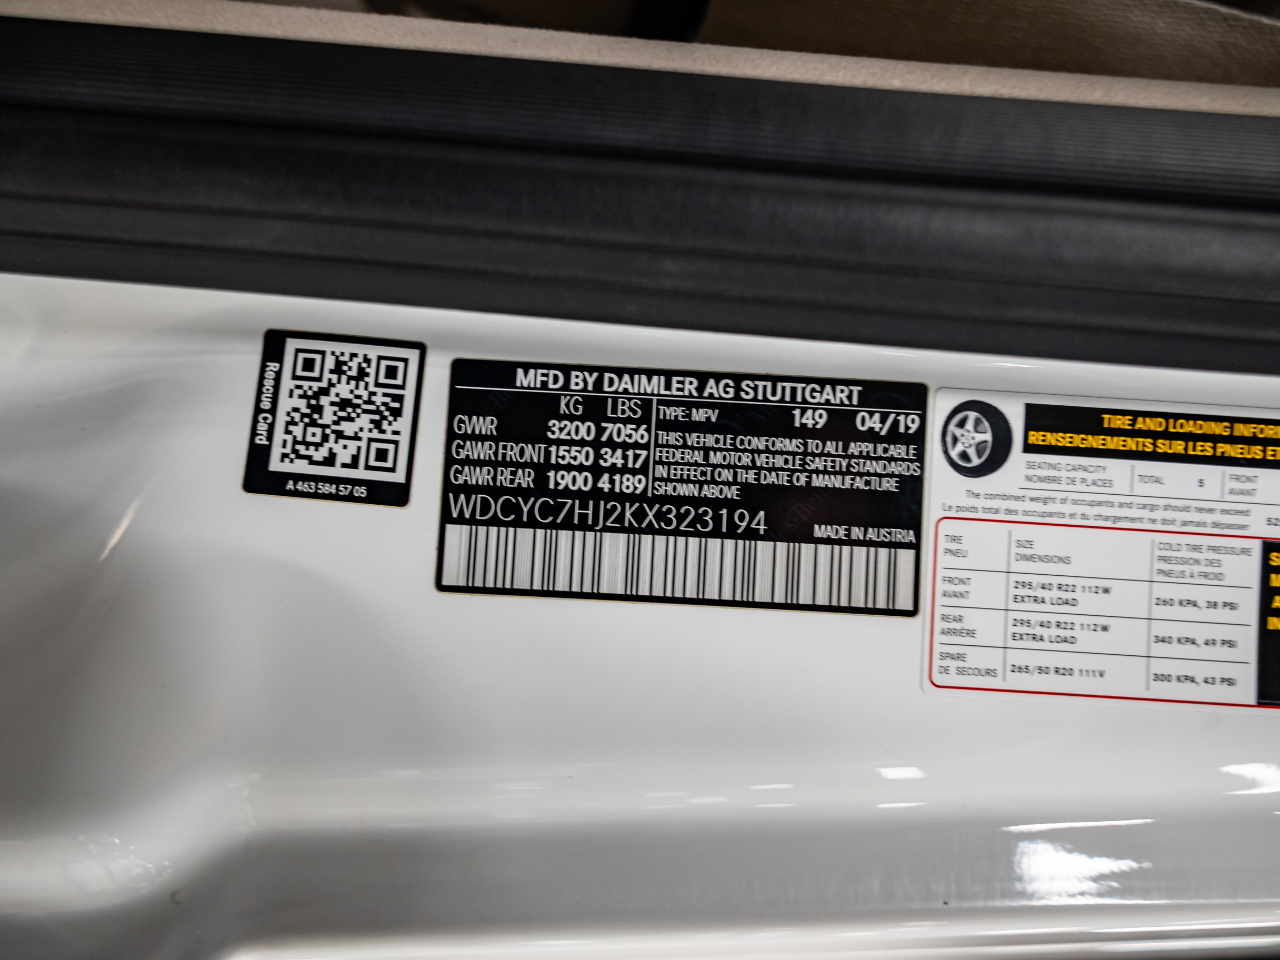 Rescue Card
A 463 584 57 05
MFD BY DAIMLER AG STUTTGART
KG LBS
GVWR 3200 7056
GAWR FRONT 1550 3417
GAWR REAR 1900 4189
TYPE: MPV 149 04/19
THIS VEHICLE CONFORMS TO ALL APPLICABLE
FEDERAL MOTOR VEHICLE SAFETY STANDARDS
IN EFFECT ON THE DATE OF MANUFACTURE
SHOWN ABOVE
WDCYC7HJ2KX323194
MADE IN AUSTRIA
TIRE AND LOADING INFOR
RENSEIGNEMENTS SUR LES PNEUS ET
SEATING CAPACITY
NOMBRE DE PLACES
TOTAL 5
FRONT
AVANT
The combined weight of occupants and cargo should never exceed
Le poids total des occupants et du chargement ne doit jamais dépasser
TIRE
PNEU
SIZE
DIMENSIONS
COLD TIRE PRESSURE
PRESSION DES
PNEUS À FROID
FRONT
AVANT
295/40 R22 112W
EXTRA LOAD
260 KPA, 38 PSI
REAR
ARRIÈRE
295/40 R22 112W
EXTRA LOAD
340 KPA, 49 PSI
SPARE
DE SECOURS
265/50 R20 111V
300 KPA, 43 PSI